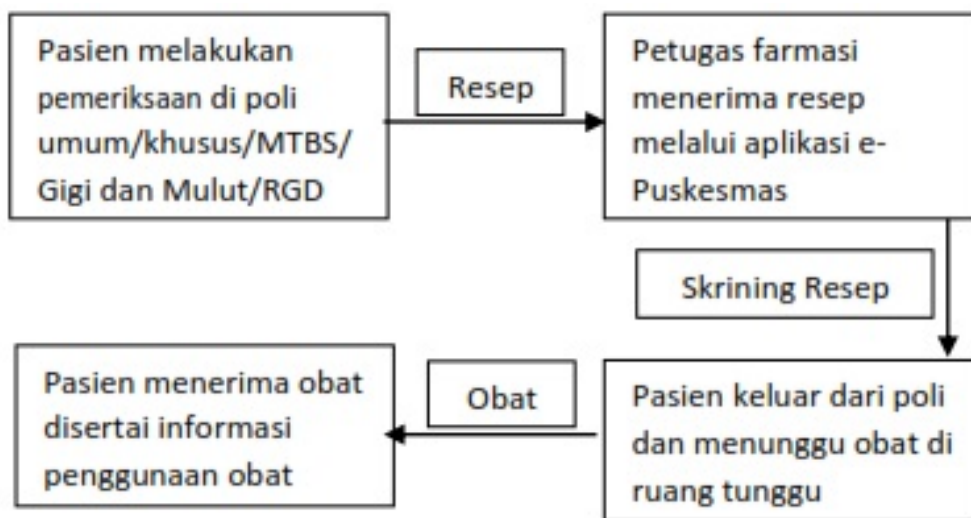 Pasien melakukan
pemeriksaan di poli
umum/khusus/MTBS/
Gigi dan Mulut/RGD
Resep
Petugas farmasi
menerima resep
melalui aplikasi e-
Puskesmas
Skrining Resep
Pasien keluar dari poli
dan menunggu obat di
ruang tunggu
Obat
Pasien menerima obat
disertai informasi
penggunaan obat